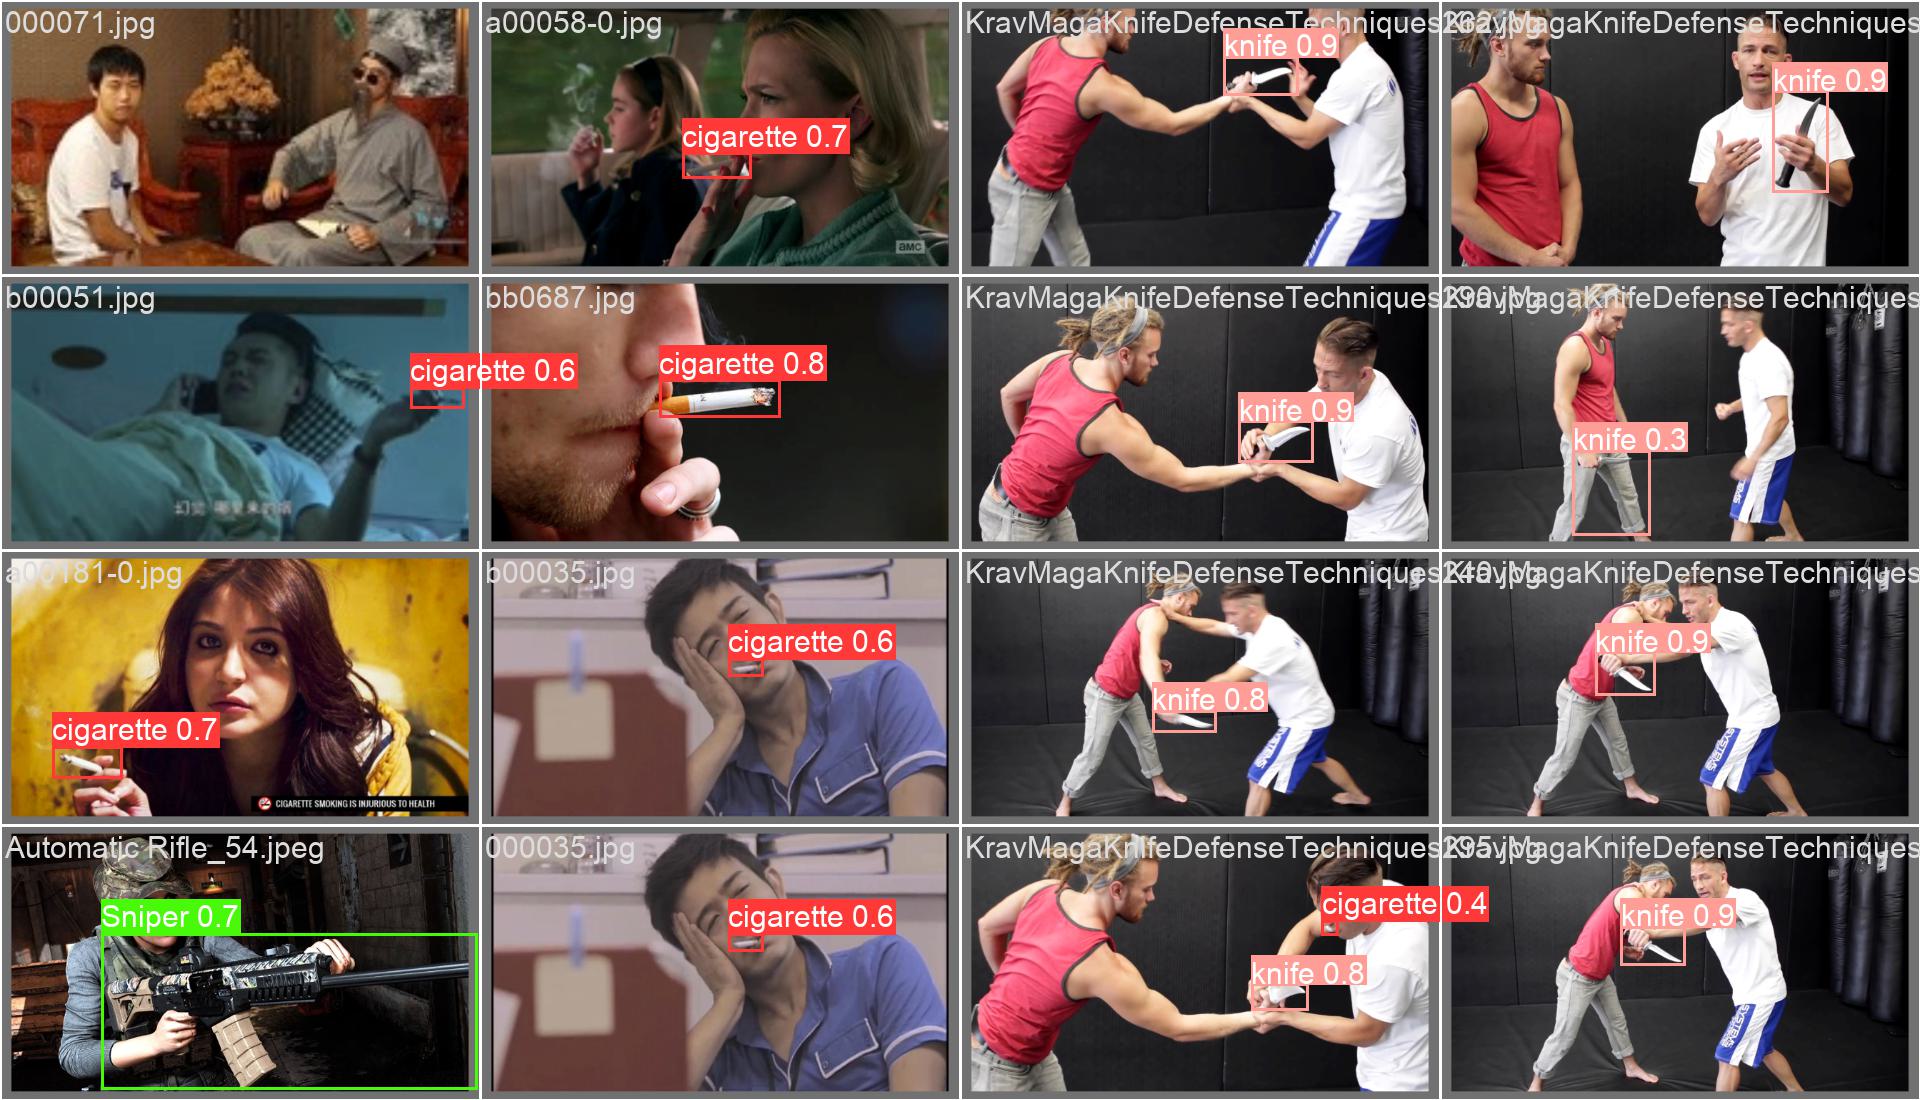 000071.jpg
a00058-0.jpg
KravMagaKnifeDefenseTechniques262.jpg
KravMagaKnifeDefenseTechniques
knife 0.9
knife 0.9
cigarette 0.7
amc
b00051.jpg
bb0687.jpg
KravMagaKnifeDefenseTechniques290.jpg
KravMagaKnifeDefenseTechniques
cigarette 0.6
cigarette 0.8
knife 0.9
knife 0.3
a00181-0.jpg
b00035.jpg
KravMagaKnifeDefenseTechniques240.jpg
KravMagaKnifeDefenseTechniques
cigarette 0.7
cigarette 0.6
knife 0.8
knife 0.9
CIGARETTE SMOKING IS INJURIOUS TO HEALTH
SYSTEMS
SYSTEMS
Automatic Rifle_54.jpeg
000035.jpg
KravMagaKnifeDefenseTechniques295.jpg
KravMagaKnifeDefenseTechniques
Sniper 0.7
cigarette 0.6
cigarette 0.4
knife 0.8
knife 0.9
SYSTEMS